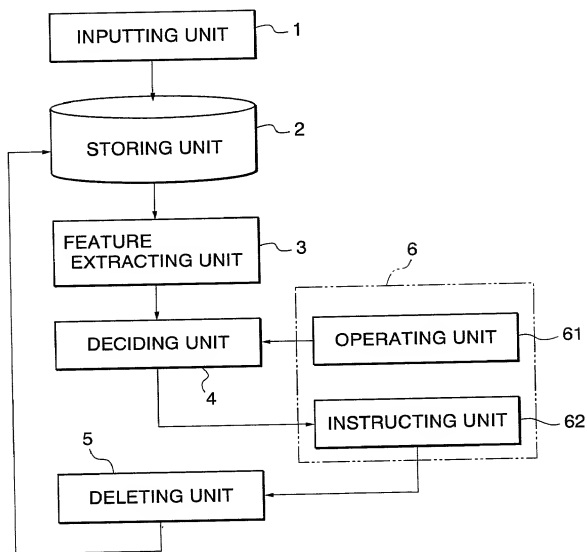 INPUTTING UNIT
1
STORING UNIT
2
FEATURE
EXTRACTING UNIT
3
6
DECIDING UNIT
4
OPERATING UNIT
61
INSTRUCTING UNIT
62
5
DELETING UNIT